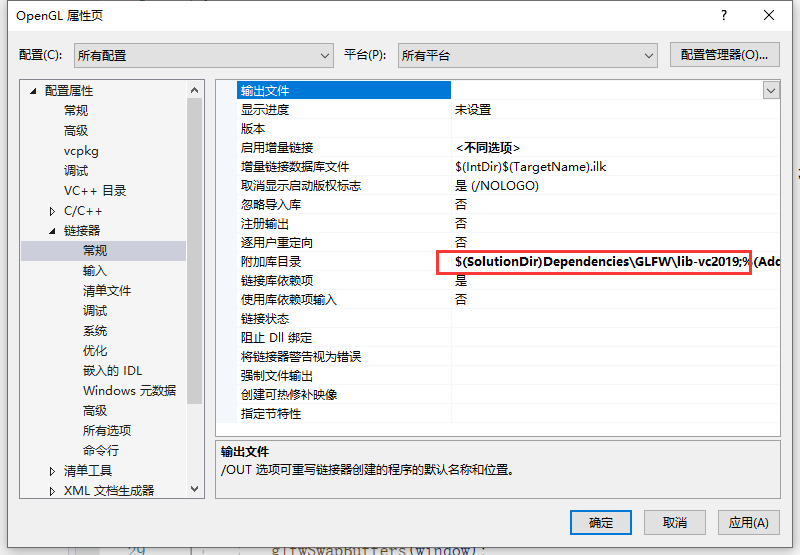 OpenGL 属性页
配置(C): 所有配置 平台(P): 所有平台 配置管理器(O)...
配置属性
常规
高级
vcpkg
调试
VC++ 目录
C/C++
链接器
常规
输入
清单文件
调试
系统
优化
嵌入的 IDL
Windows 元数据
高级
所有选项
命令行
清单工具
XML 文档生成器
输出文件
显示进度 未设置
版本
启用增量链接 <不同选项>
增量链接数据库文件 $(IntDir)$(TargetName).ilk
取消显示启动版权标志 是 (/NOLOGO)
忽略导入库 否
注册输出 否
逐用户重定向 否
附加库目录 $(SolutionDir)Dependencies\GLFW\lib-vc2019;%(Add
链接库依赖项 是
使用库依赖项输入 否
链接状态
阻止 Dll 绑定
将链接器警告视为错误
强制文件输出
创建可热修补映像
指定节特性
输出文件
/OUT 选项可重写链接器创建的程序的默认名称和位置。
确定 取消 应用(A)
29 glfwSwapBuffers(window);